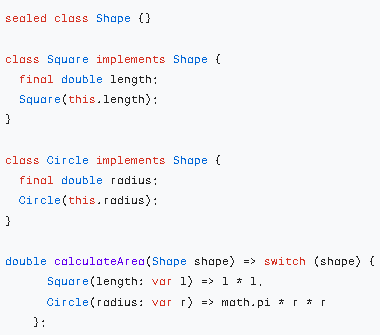 sealed class Shape {}

class Square implements Shape {
  final double length;
  Square(this.length);
}

class Circle implements Shape {
  final double radius;
  Circle(this.radius);
}

double calculateArea(Shape shape) => switch (shape) {
      Square(length: var l) => l * l,
      Circle(radius: var r) => math.pi * r * r
    };